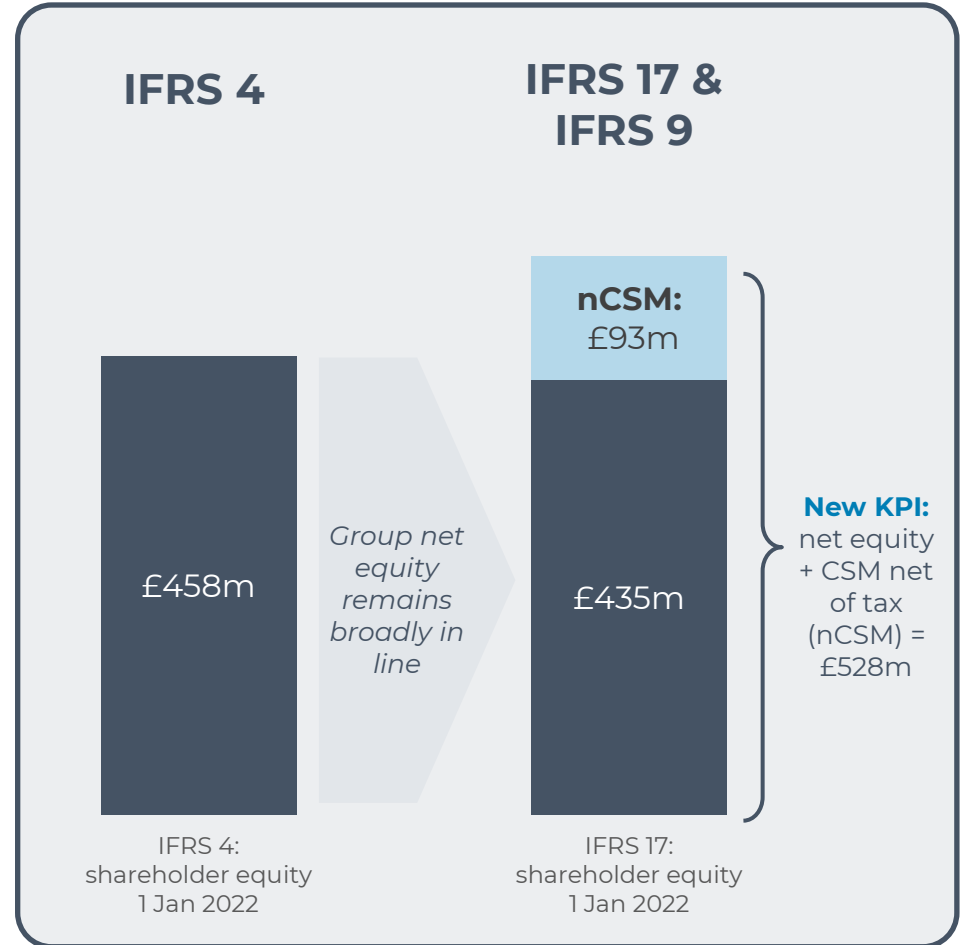 IFRS 4
IFRS 17 &
IFRS 9
nCSM:
£93m
£458m
Group net
equity
remains
broadly in
line
£435m
New KPI:
net equity
+ CSM net
of tax
(nCSM) =
£528m
IFRS 4:
shareholder equity
1 Jan 2022
IFRS 17:
shareholder equity
1 Jan 2022